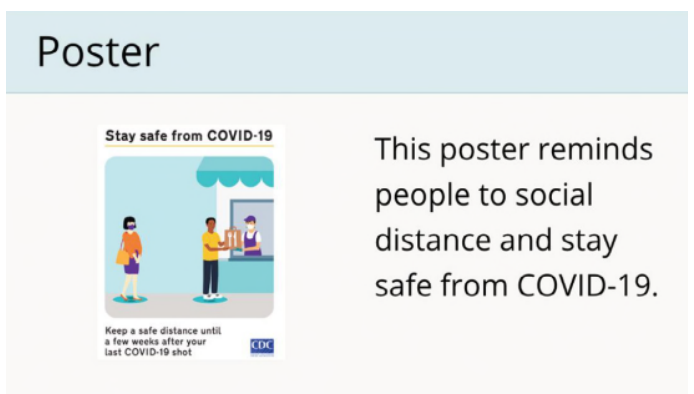 Poster
Stay safe from COVID-19
Keep a safe distance until
a few weeks after your
last COVID-19 shot
CDC
This poster reminds
people to social
distance and stay
safe from COVID-19.